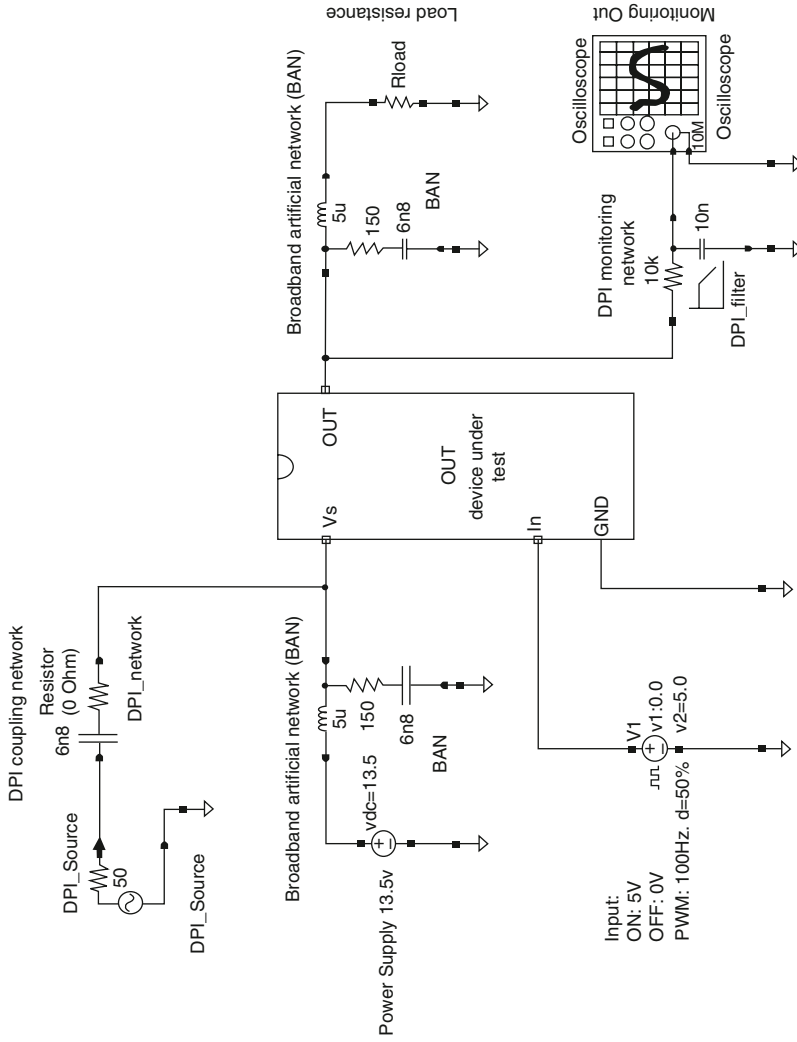 DPI coupling network
DPI_Source
50
DPI_Source
6n8
Resistor
(0 Ohm)
DPI_network
Broadband artificial network (BAN)
Power Supply 13.5v
vdc=13.5
5u
150
6n8
BAN
Input:
ON: 5V
OFF: 0V
PWM: 100Hz. d=50%
V1
v1:0.0
v2=5.0
Vs
OUT
OUT
device under
test
In
GND
Broadband artificial network (BAN)
5u
150
6n8
BAN
Rload
Load resistance
DPI monitoring
network
10k
10n
DPI_filter
Oscilloscope
10M
Oscilloscope
Monitoring Out